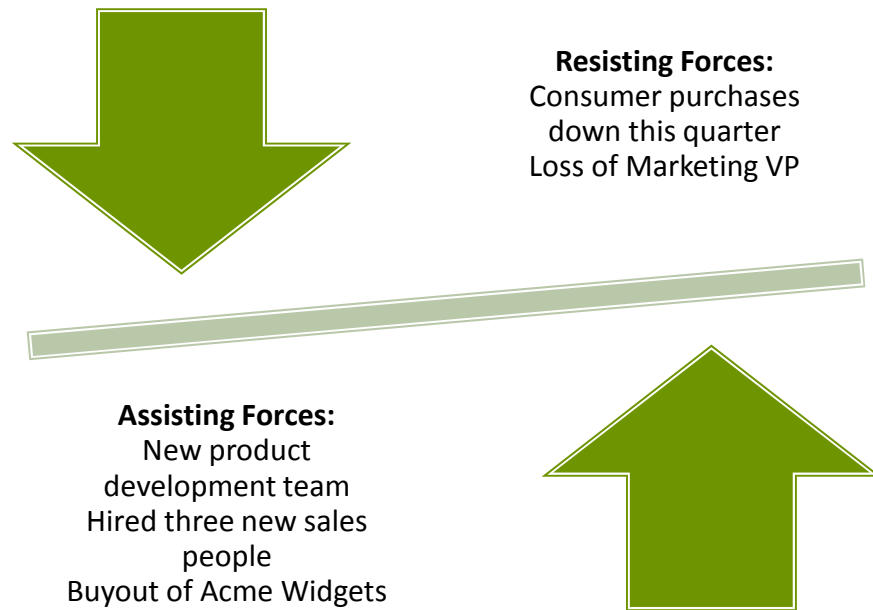 Resisting Forces:
Consumer purchases
down this quarter
Loss of Marketing VP
Assisting Forces:
New product
development team
Hired three new sales
people
Buyout of Acme Widgets